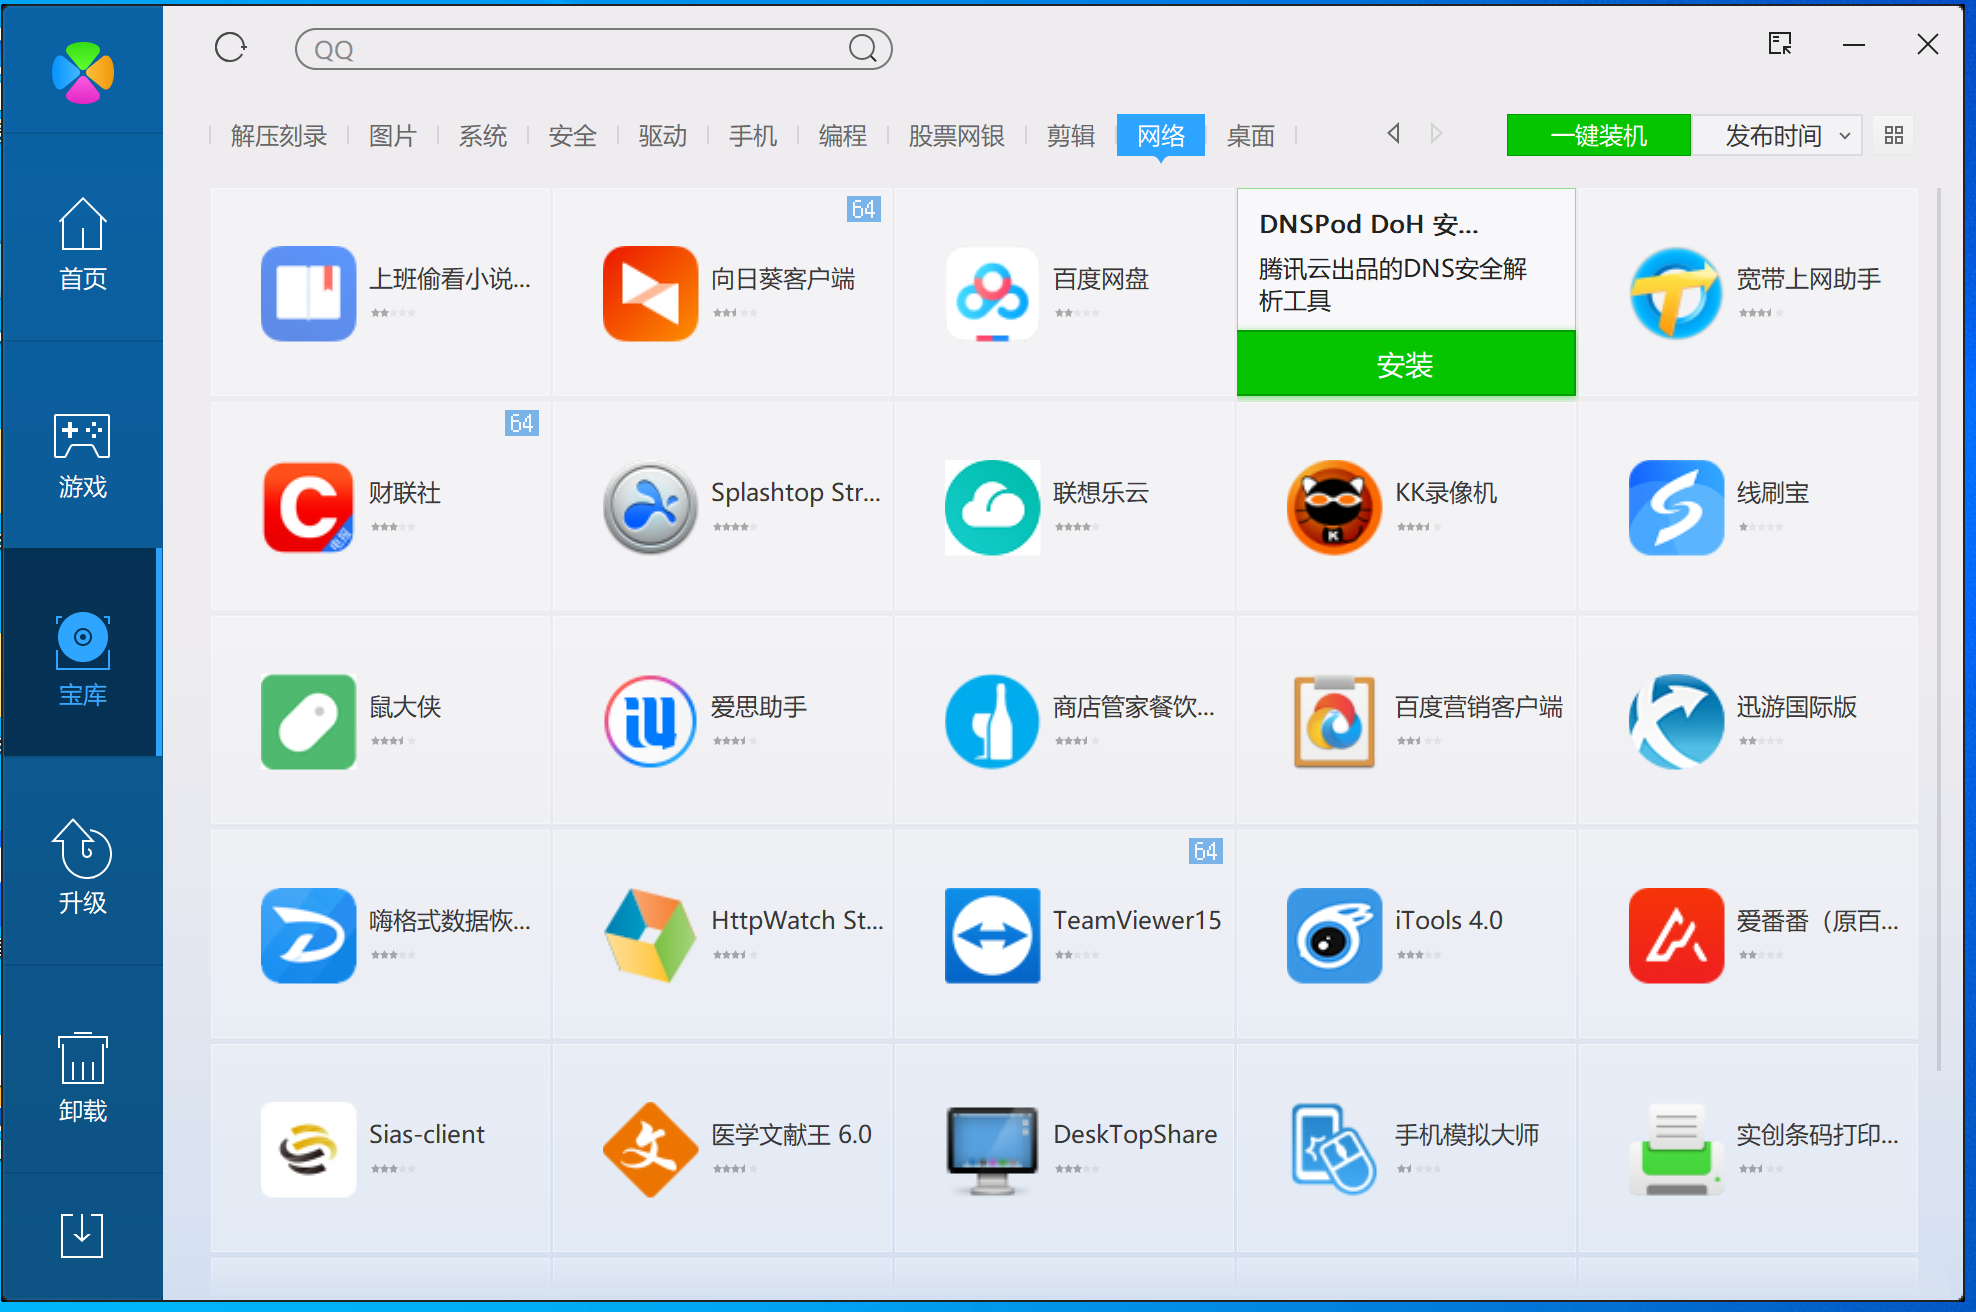 QQ
解压刻录
图片
系统
安全
驱动
手机
编程
股票网银
剪辑
网络
桌面
一键装机
发布时间
首页
游戏
宝库
升级
卸载
上班偷看小说...
64
向日葵客户端
百度网盘
DNSPod DoH 安...
腾讯云出品的DNS安全解
析工具
安装
宽带上网助手
64
财联社
电报
Splashtop Str...
联想乐云
KK录像机
线刷宝
鼠大侠
爱思助手
商店管家餐饮...
百度营销客户端
迅游国际版
嗨格式数据恢...
HttpWatch St...
64
TeamViewer15
iTools 4.0
爱番番（原百...
Sias-client
文
医学文献王 6.0
DeskTopShare
手机模拟大师
实创条码打印...